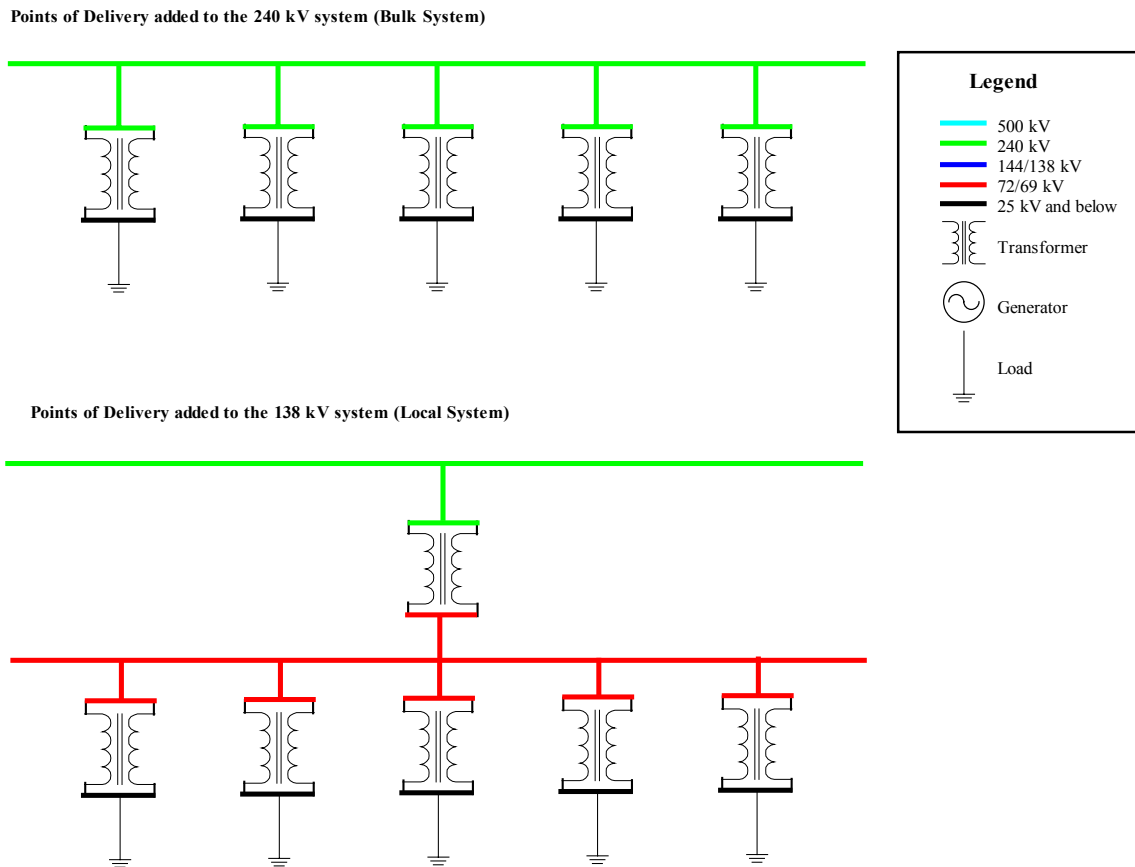 Points of Delivery added to the 240 kV system (Bulk System)
Legend
500 kV
240 kV
144/138 kV
72/69 kV
25 kV and below
Transformer
Generator
Load
Points of Delivery added to the 138 kV system (Local System)